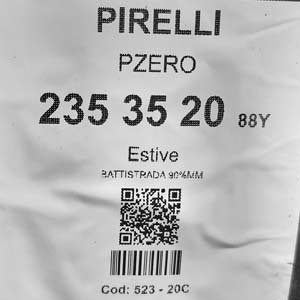 PIRELLI
PZERO
235 35 20 88Y
Estive
BATTISTRADA 90%MM
Cod: 523 - 20C